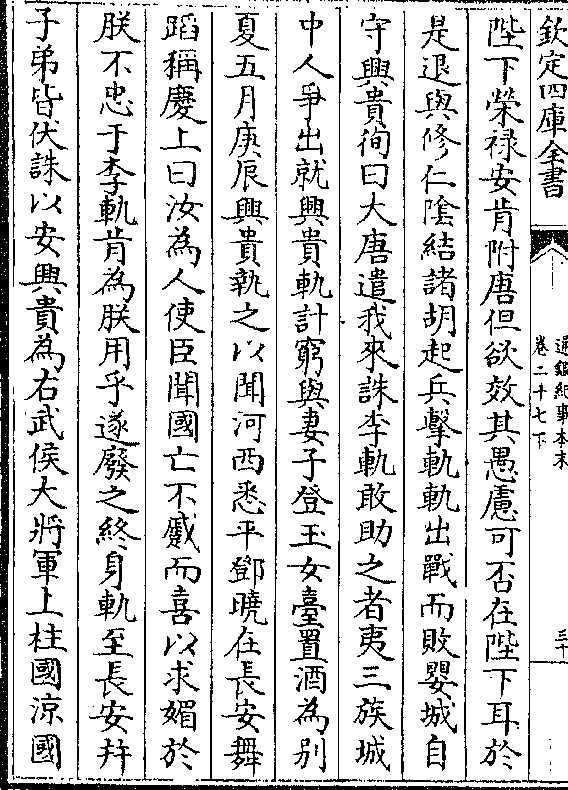 欽定四庫全書
通鑑紀事本末
卷二十七下
三十
陛下榮禄安肯附唐但欲效其愚慮可否在陛下耳於
是退與修仁隂結諸胡起兵擊軌軌出戰而敗嬰城自
守興貴徇曰大唐遣我來誅李軌敢助之者夷三族城
中人爭出就興貴軌計窮與妻子登玉女臺置酒為别
夏五月庚辰興貴執之以聞河西悉平鄧曉在長安舞
蹈稱慶上曰汝為人使臣聞國亡不慼而喜以求媚於
朕不忠于李軌肯為朕用乎遂廢之終身軌至長安并
子弟皆伏誅以安興貴為右武侯大將軍上柱國涼國